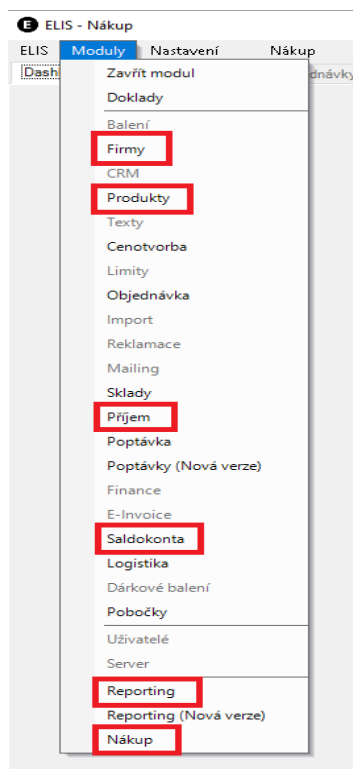 E ELIS - Nákup
ELIS Moduly Nastavení Nákup
Dash dnávky
Zavřít modul
Doklady
Balení
Firmy
CRM
Produkty
Texty
Cenotvorba
Limity
Objednávka
Import
Reklamace
Mailing
Sklady
Příjem
Poptávka
Poptávky (Nová verze)
Finance
E-Invoice
Saldokonta
Logistika
Dárkové balení
Pobočky
Uživatelé
Server
Reporting
Reporting (Nová verze)
Nákup